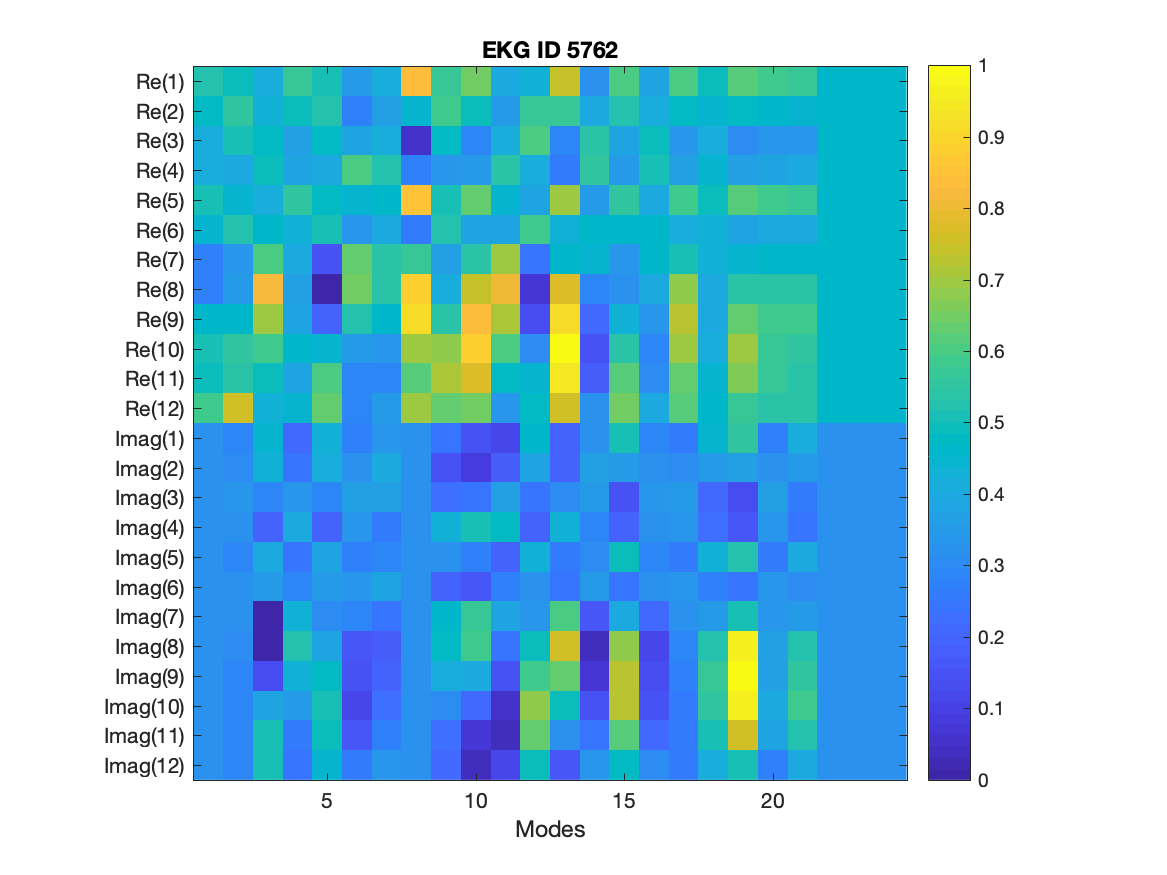 EKG ID 5762
Re(1)
Re(2)
Re(3)
Re(4)
Re(5)
Re(6)
Re(7)
Re(8)
Re(9)
Re(10)
Re(11)
Re(12)
Imag(1)
Imag(2)
Imag(3)
Imag(4)
Imag(5)
Imag(6)
Imag(7)
Imag(8)
Imag(9)
Imag(10)
Imag(11)
Imag(12)
5 10 15 20
Modes
1
0.9
0.8
0.7
0.6
0.5
0.4
0.3
0.2
0.1
0